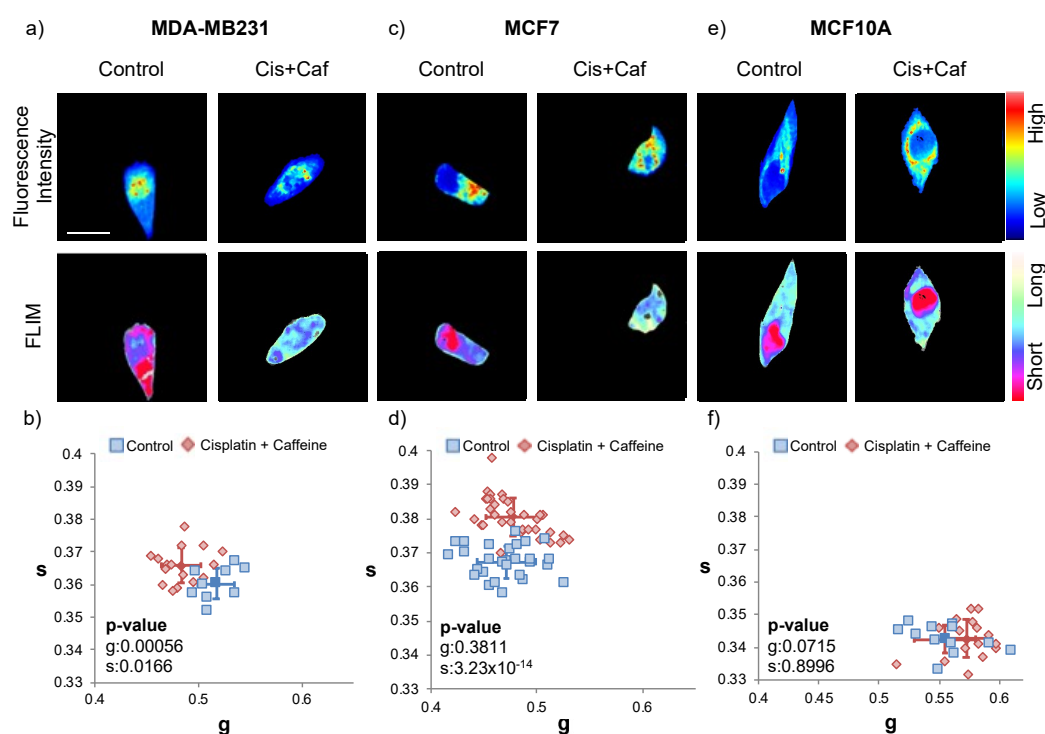 a) MDA-MB231 c) MCF7 e) MCF10A
Control Cis+Caf Control Cis+Caf Control Cis+Caf
Fluorescence
Intensity
High
Low
FLIM
Long
Short
b)
Control Cisplatin + Caffeine
0.4
0.39
0.38
0.37
0.36
0.35
0.34
0.33
s
p-value
g:0.00056
s:0.0166
0.4 0.5 0.6
g
d)
Control Cisplatin + Caffeine
0.4
0.39
0.38
0.37
0.36
0.35
0.34
0.33
s
p-value
g:0.3811
s:3.23x10⁻¹⁴
0.4 0.5 0.6
g
f)
Control Cisplatin + Caffeine
0.4
0.39
0.38
0.37
0.36
0.35
0.34
0.33
s
p-value
g:0.0715
s:0.8996
0.4 0.45 0.5 0.55 0.6
g